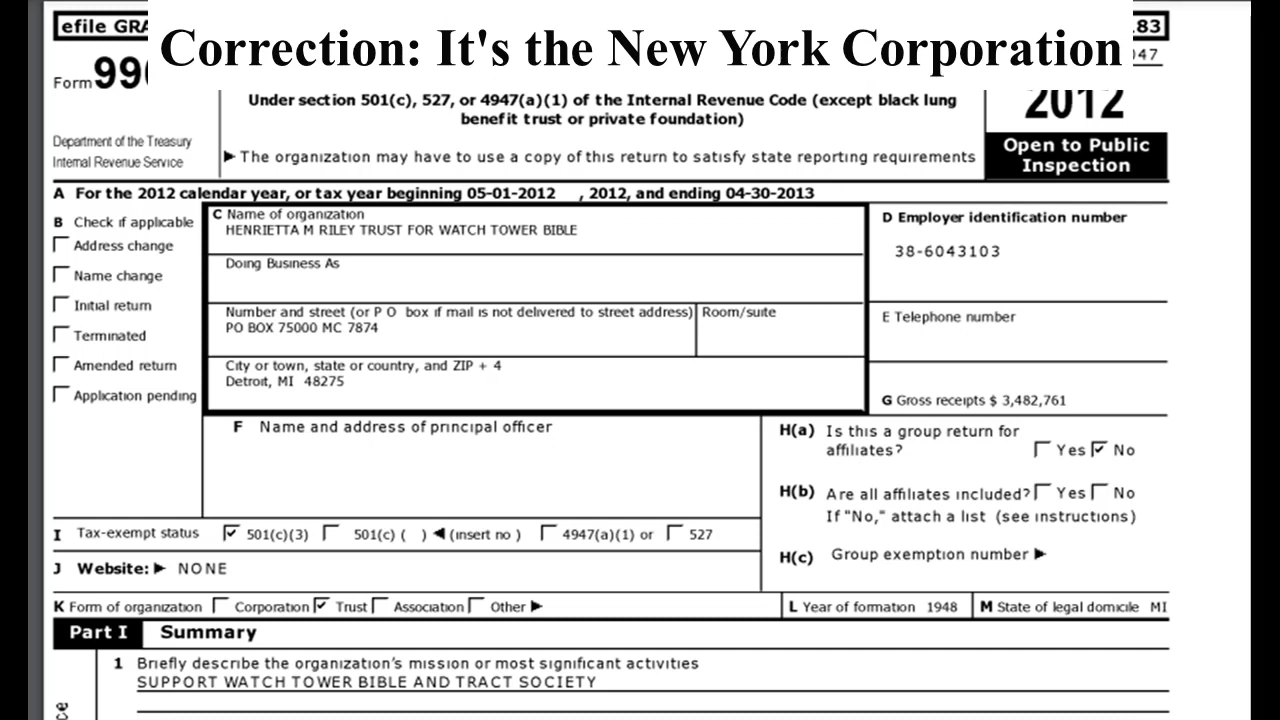 efile GRA
Correction: It's the New York Corporation
83
047
Form 990
Under section 501(c), 527, or 4947(a)(1) of the Internal Revenue Code (except black lung
benefit trust or private foundation)
2012
Department of the Treasury
Internal Revenue Service
▶ The organization may have to use a copy of this return to satisfy state reporting requirements
Open to Public
Inspection
A For the 2012 calendar year, or tax year beginning 05-01-2012 , 2012, and ending 04-30-2013
B Check if applicable
Address change
Name change
Initial return
Terminated
Amended return
Application pending
C Name of organization
HENRIETTA M RILEY TRUST FOR WATCH TOWER BIBLE
Doing Business As
Number and street (or P O box if mail is not delivered to street address) Room/suite
PO BOX 75000 MC 7874
City or town, state or country, and ZIP + 4
Detroit, MI 48275
D Employer identification number
38-6043103
E Telephone number
G Gross receipts $ 3,482,761
F Name and address of principal officer
H(a) Is this a group return for
affiliates? Yes No
H(b) Are all affiliates included? Yes No
If "No," attach a list (see instructions)
H(c) Group exemption number ▶
I Tax-exempt status 501(c)(3) 501(c) ( ) ◀ (insert no ) 4947(a)(1) or 527
J Website: ▶ NONE
K Form of organization Corporation Trust Association Other ▶
L Year of formation 1948
M State of legal domicile MI
Part I Summary
1 Briefly describe the organization's mission or most significant activities
SUPPORT WATCH TOWER BIBLE AND TRACT SOCIETY
ce